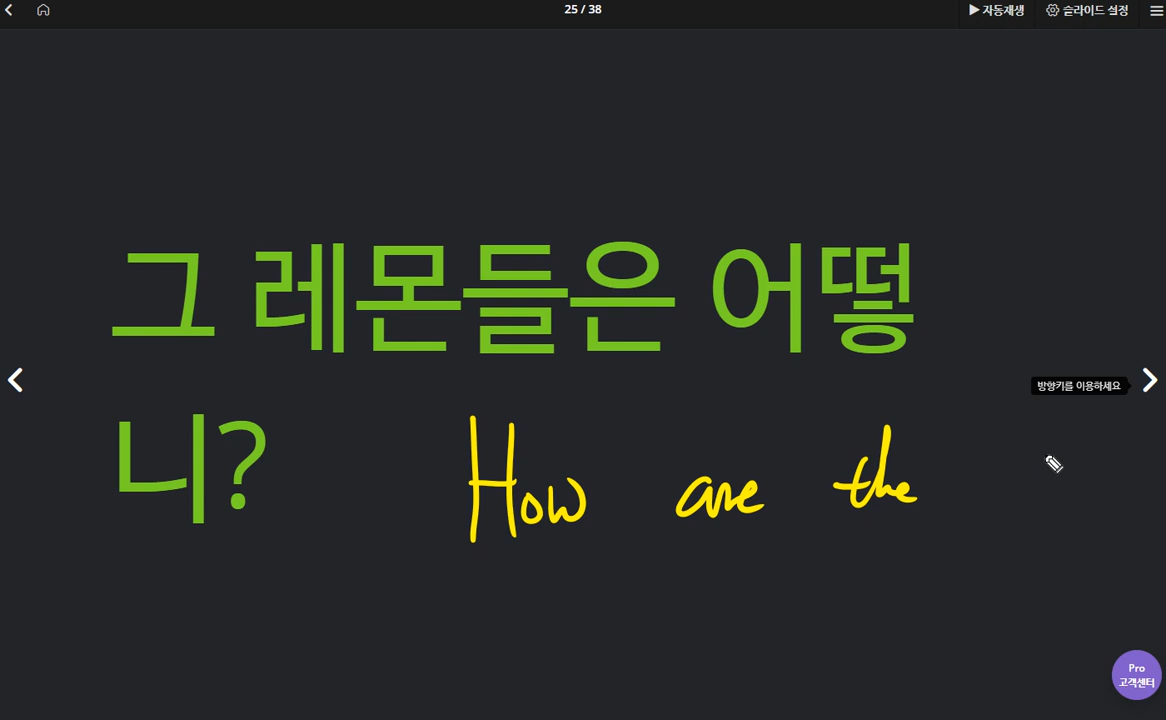 25 / 38
자동재생
슬라이드 설정
그 레몬들은 어떻
니?
방향키를 이용하세요
How are the
Pro
고객센터